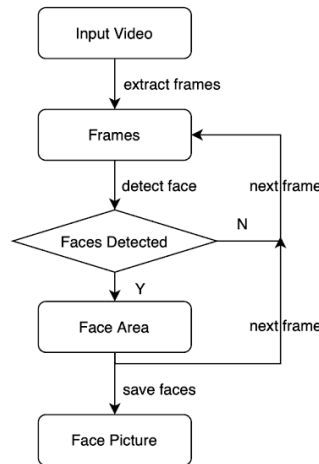 Input Video
extract frames
Frames
detect face
next frame
Faces Detected
N
Y
Face Area
next frame
save faces
Face Picture